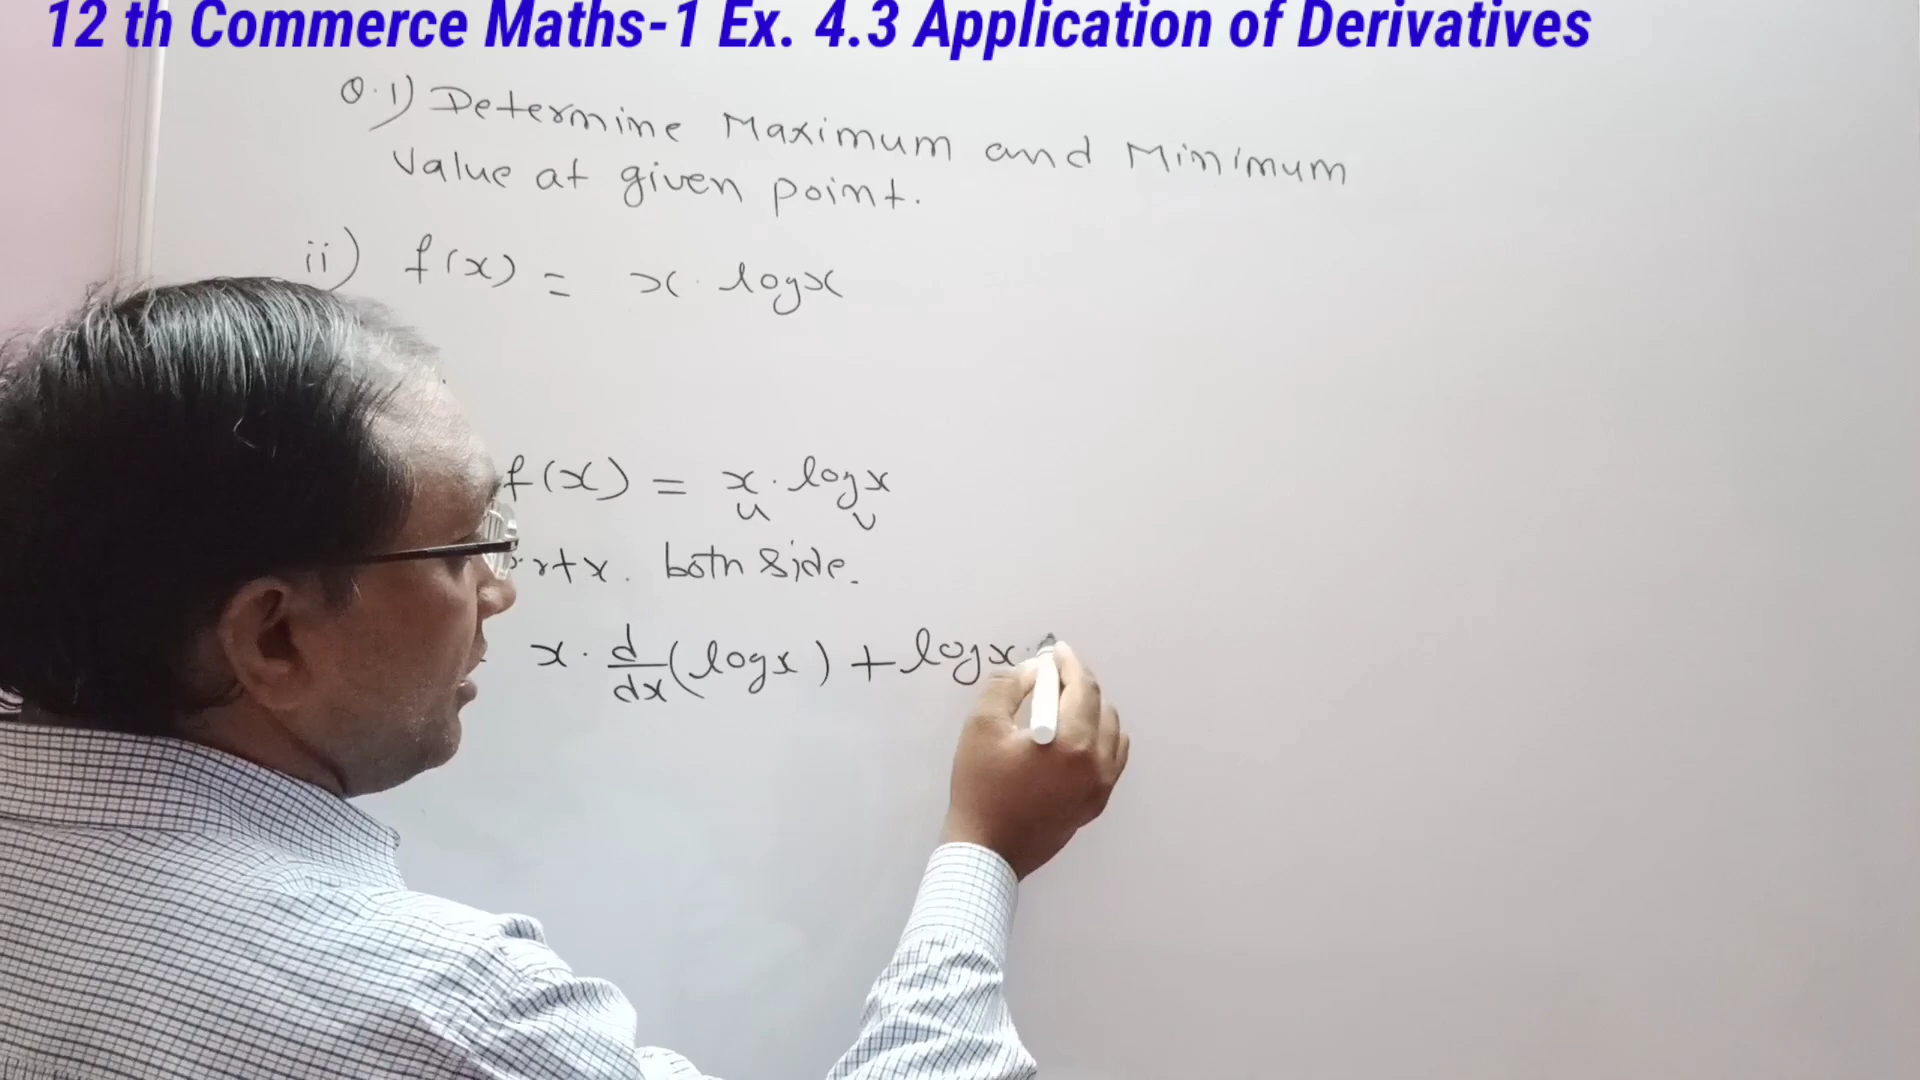 12 th Commerce Maths-1 Ex. 4.3 Application of Derivatives
Q.1) Determine Maximum and Minimum
Value at given point.
ii) f(x) = x · logx
f(x) = x · logx
u v
r+x. both side.
x · d/dx (logx) + logx ·